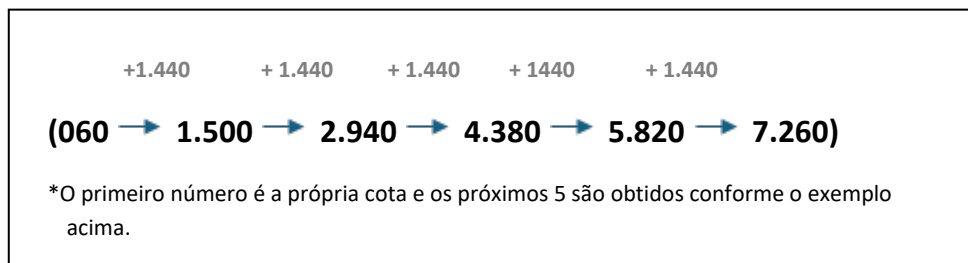 +1.440 + 1.440 + 1.440 + 1440 + 1.440
(060 → 1.500 → 2.940 → 4.380 → 5.820 → 7.260)
*O primeiro número é a própria cota e os próximos 5 são obtidos conforme o exemplo
acima.